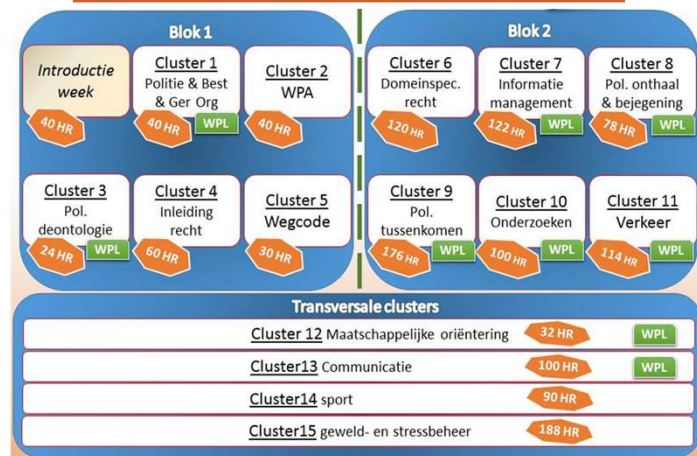 Blok 1
Introductie
week
40 HR
Cluster 1
Politie & Best
& Ger Org
40 HR
WPL
Cluster 2
WPA
40 HR
Cluster 3
Pol.
deontologie
24 HR
WPL
Cluster 4
Inleiding
recht
60 HR
Cluster 5
Wegcode
30 HR
Blok 2
Cluster 6
Domeinspec.
recht
120 HR
Cluster 7
Informatie
management
122 HR
WPL
Cluster 8
Pol. onthaal
& bejegening
78 HR
WPL
Cluster 9
Pol.
tussenkomen
176 HR
WPL
Cluster 10
Onderzoeken
100 HR
WPL
Cluster 11
Verkeer
114 HR
WPL
Transversale clusters
Cluster 12 Maatschappelijke oriëntering 32 HR WPL
Cluster13 Communicatie 100 HR WPL
Cluster14 sport 90 HR
Cluster15 geweld- en stressbeheer 188 HR